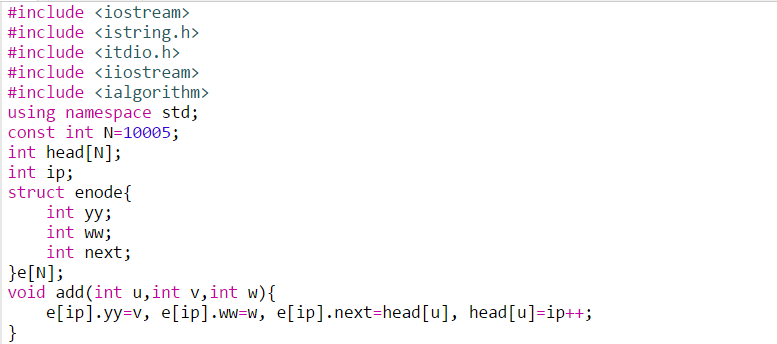 #include <iostream>
#include <istring.h>
#include <itdio.h>
#include <iiostream>
#include <ialgorithm>
using namespace std;
const int N=10005;
int head[N];
int ip;
struct enode{
    int yy;
    int ww;
    int next;
}e[N];
void add(int u,int v,int w){
    e[ip].yy=v, e[ip].ww=w, e[ip].next=head[u], head[u]=ip++;
}